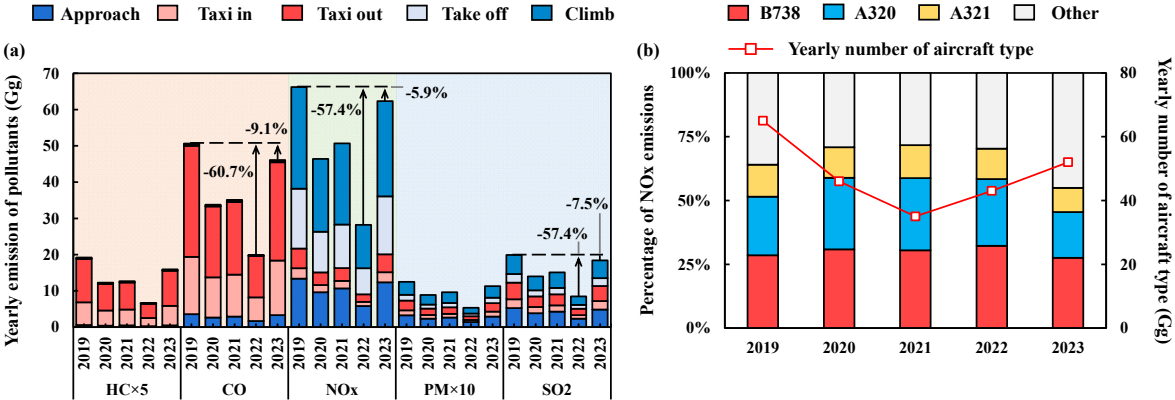 Approach Taxi in Taxi out Take off Climb
(a)
Yearly emission of pollutants (Gg)
70
60
50
40
30
20
10
0
-9.1%
-60.7%
-57.4%
-5.9%
-7.5%
-57.4%
2019 2020 2021 2022 2023 2019 2020 2021 2022 2023 2019 2020 2021 2022 2023 2019 2020 2021 2022 2023 2019 2020 2021 2022 2023
HC×5 CO NOx PM×10 SO2
B738 A320 A321 Other
Yearly number of aircraft type
(b)
Percentage of NOx emissions
100%
75%
50%
25%
0%
80
60
40
20
0
Yearly number of aircraft type
(Gg)
2019 2020 2021 2022 2023